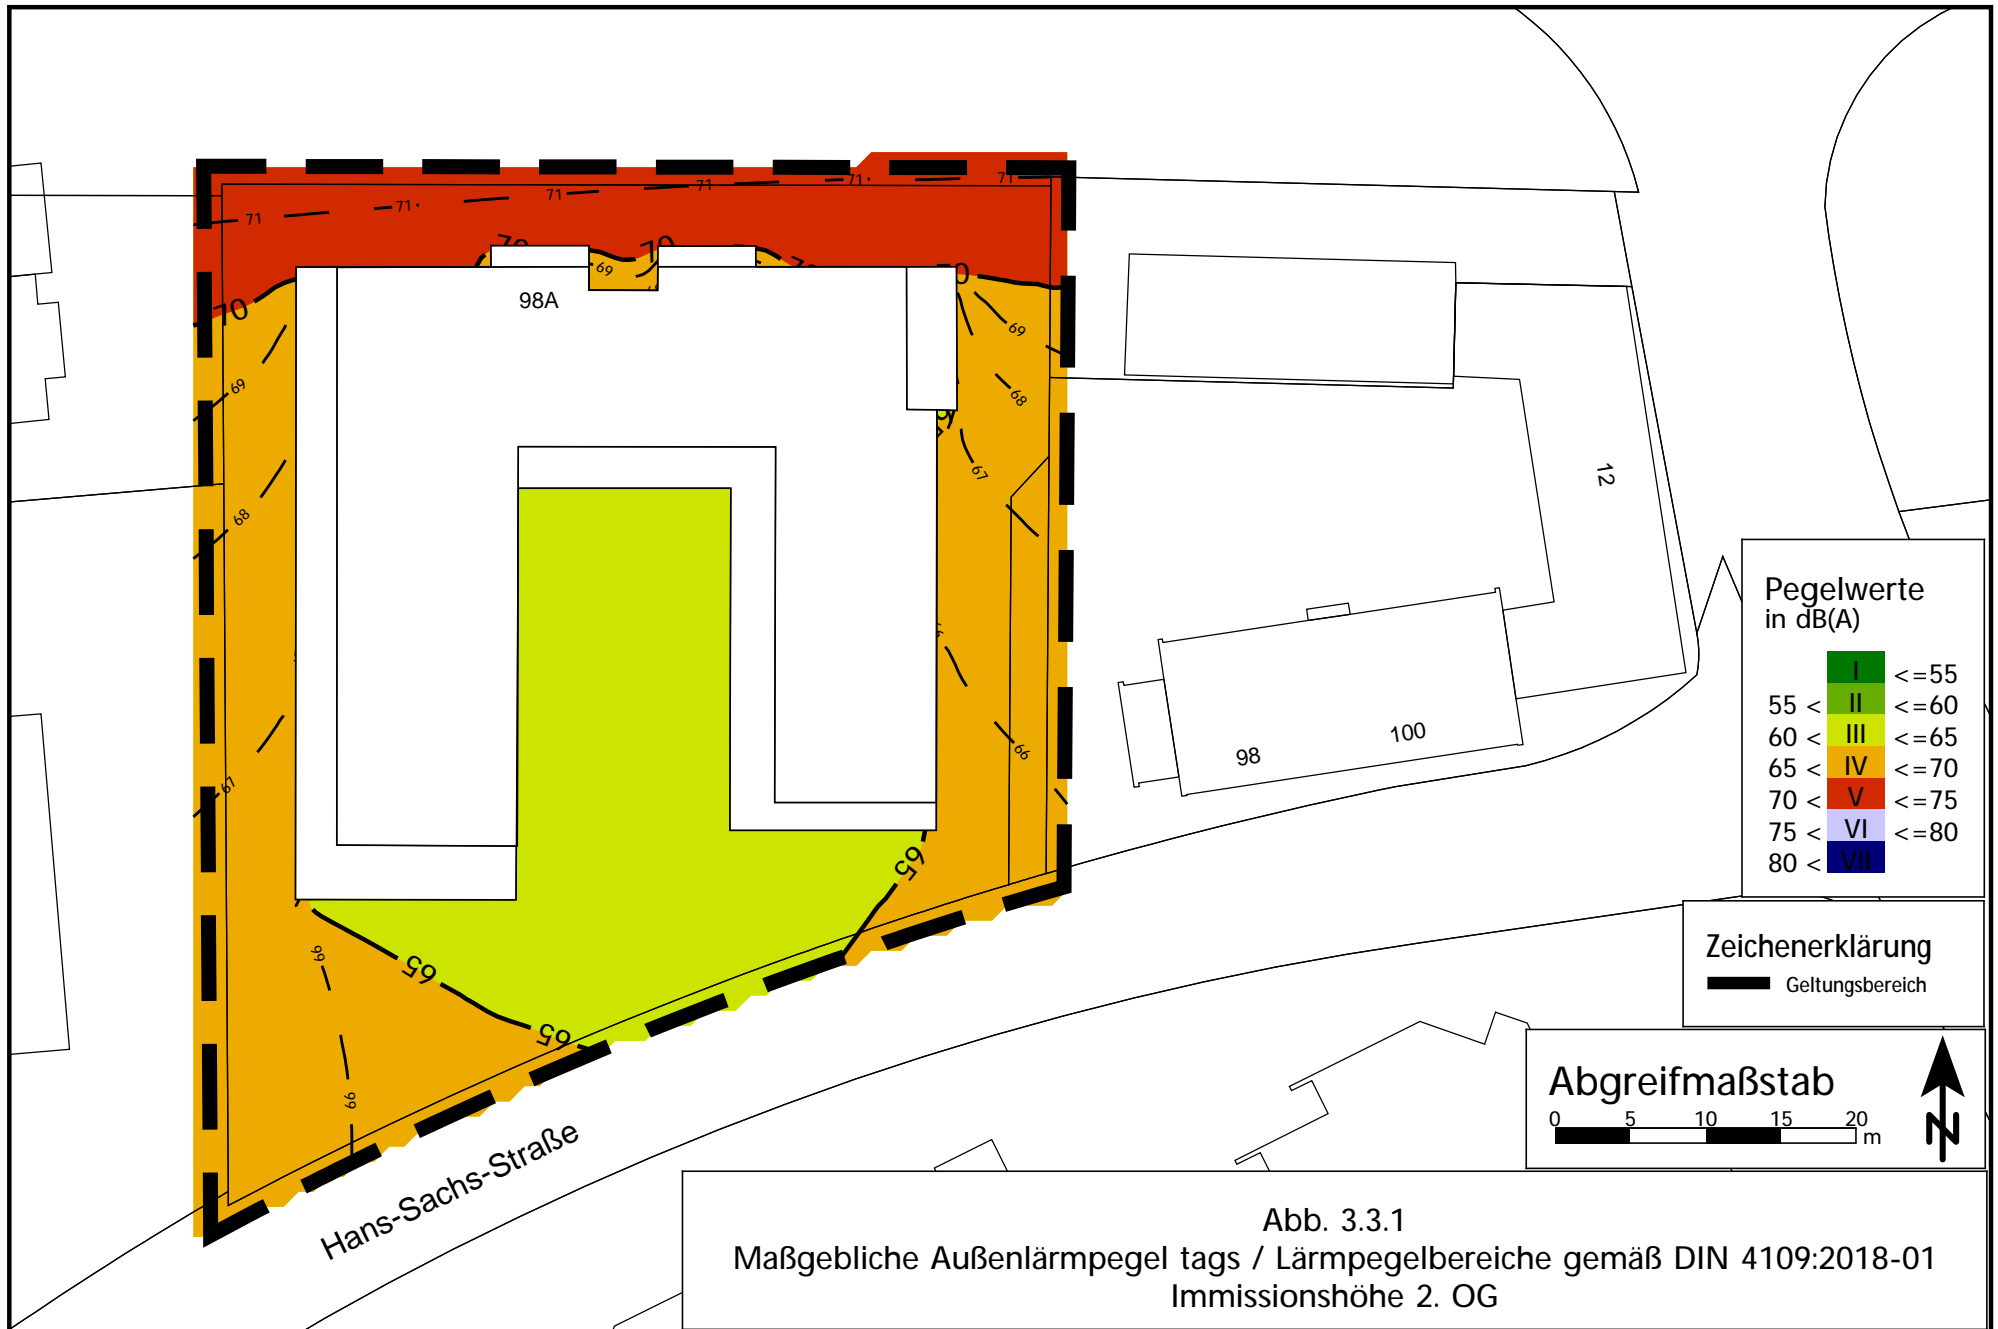 71
71
71
71
71
70
70
70
70
70
69
69
69
98A
68
68
67
67
66
65
65
65
66
66
12
98
100
Hans-Sachs-Straße
Pegelwerte
in dB(A)
I <=55
55 < II <=60
60 < III <=65
65 < IV <=70
70 < V <=75
75 < VI <=80
80 < VII
Zeichenerklärung
Geltungsbereich
Abgreifmaßstab
0 5 10 15 20
m
N
Abb. 3.3.1
Maßgebliche Außenlärmpegel tags / Lärmpegelbereiche gemäß DIN 4109:2018-01
Immissionshöhe 2. OG